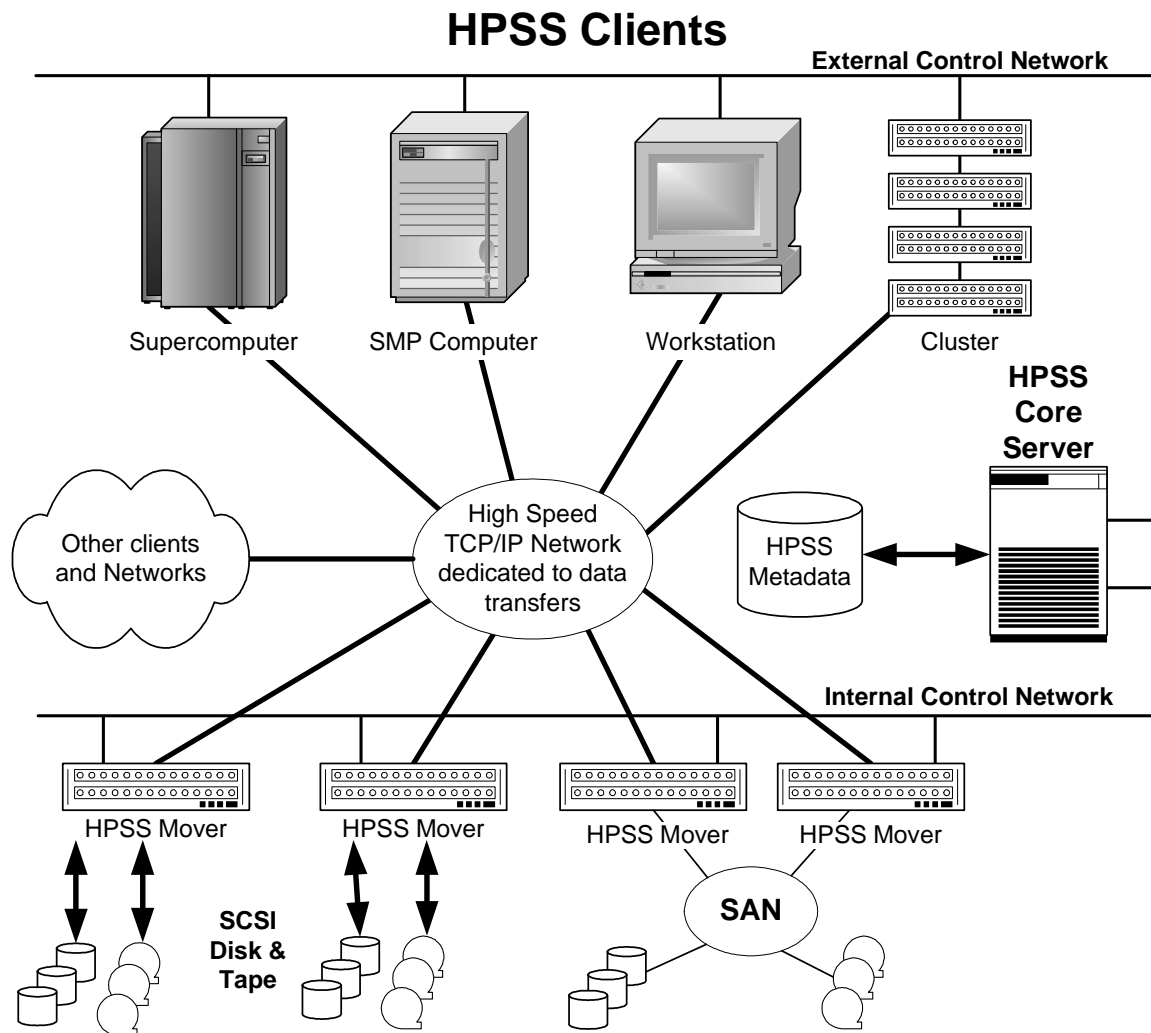 HPSS Clients
External Control Network
Supercomputer
SMP Computer
Workstation
Cluster
HPSS
Core
Server
Other clients
and Networks
High Speed
TCP/IP Network
dedicated to data
transfers
HPSS
Metadata
Internal Control Network
HPSS Mover
HPSS Mover
HPSS Mover
HPSS Mover
SCSI
Disk &
Tape
SAN